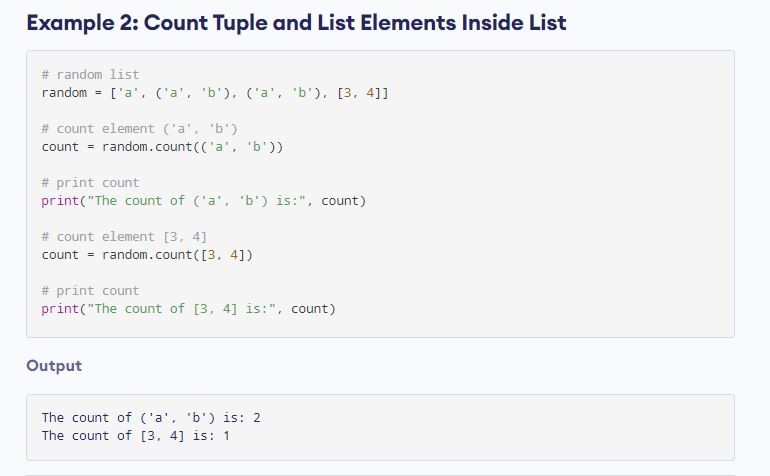 Example 2: Count Tuple and List Elements Inside List
# random list
random = ['a', ('a', 'b'), ('a', 'b'), [3, 4]]
# count element ('a', 'b')
count = random.count(('a', 'b'))
# print count
print("The count of ('a', 'b') is:", count)
# count element [3, 4]
count = random.count([3, 4])
# print count
print("The count of [3, 4] is:", count)
Output
The count of ('a', 'b') is: 2
The count of [3, 4] is: 1